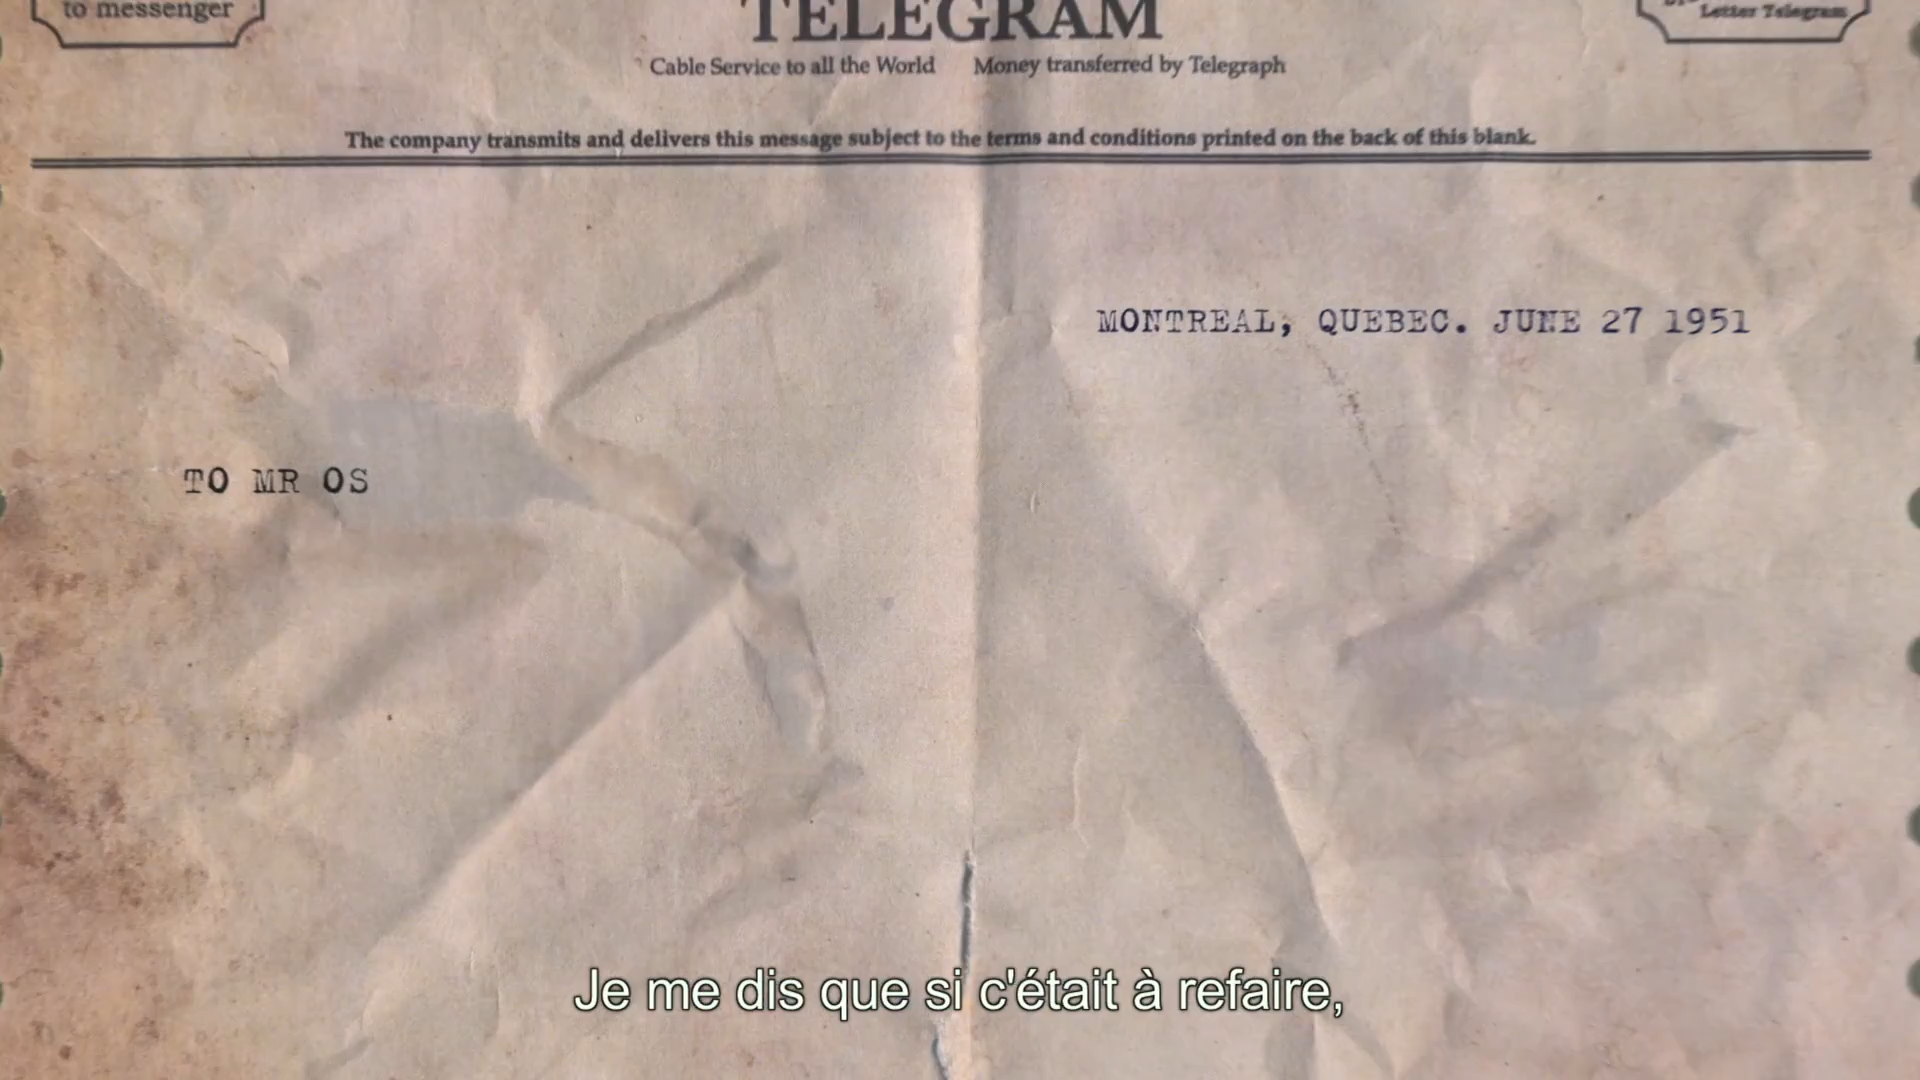 to messenger
TELEGRAM
Letter Telegram
Cable Service to all the World Money transferred by Telegraph
The company transmits and delivers this message subject to the terms and conditions printed on the back of this blank.
MONTREAL, QUEBEC. JUNE 27 1951
TO MR OS
Je me dis que si c'était à refaire,